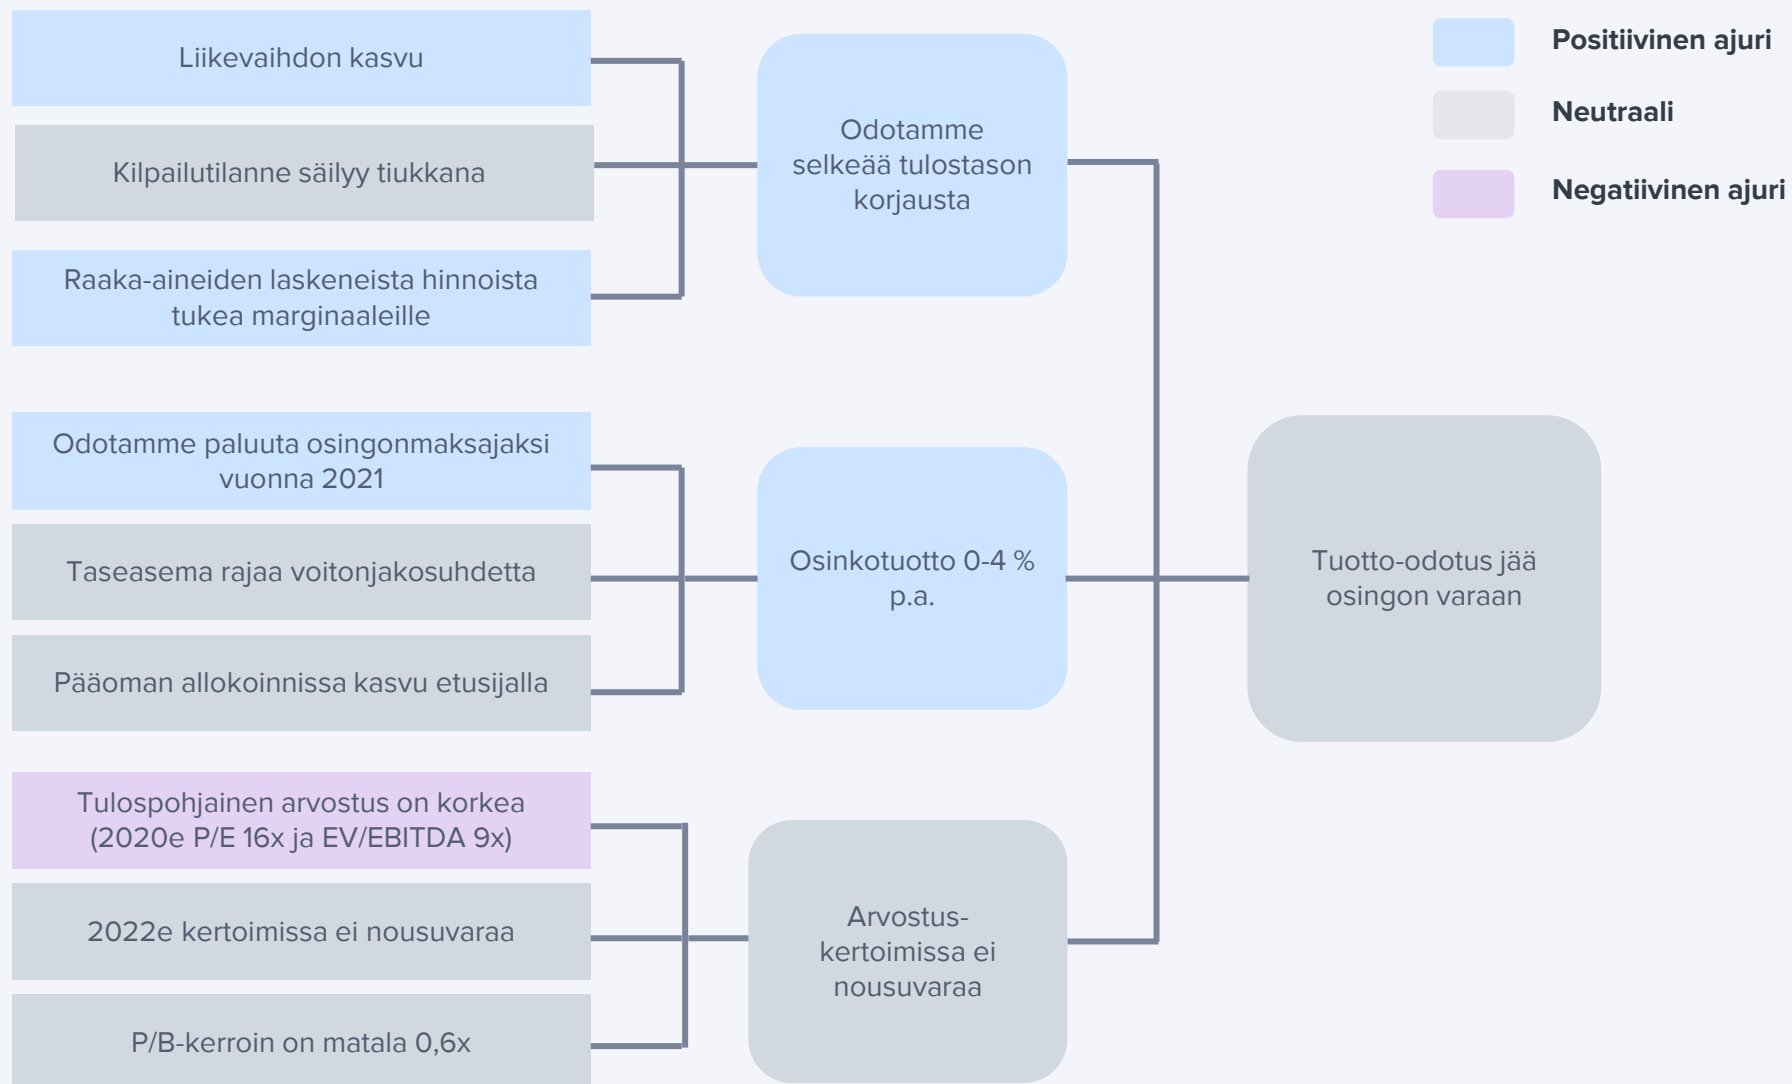 Liikevaihdon kasvu
Kilpailutilanne säilyy tiukkana
Raaka-aineiden laskeneista hinnoista
tukea marginaaleille
Odotamme
selkeää tulostason
korjausta
Odotamme paluuta osingonmaksajaksi
vuonna 2021
Taseasema rajaa voitonjakosuhdetta
Pääoman allokoinnissa kasvu etusijalla
Osinkotuotto 0-4 %
p.a.
Tulospohjainen arvostus on korkea
(2020e P/E 16x ja EV/EBITDA 9x)
2022e kertoimissa ei nousuvaraa
P/B-kerroin on matala 0,6x
Arvostus-
kertoimissa ei
nousuvaraa
Tuotto-odotus jää
osingon varaan
Positiivinen ajuri
Neutraali
Negatiivinen ajuri